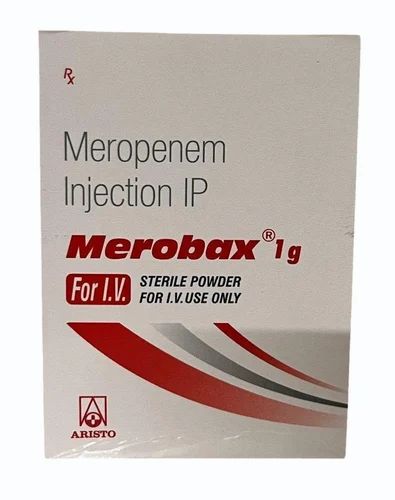 Rx
Meropenem
Injection IP
Merobax® 1g
For I.V.
STERILE POWDER
FOR I.V. USE ONLY
ARISTO